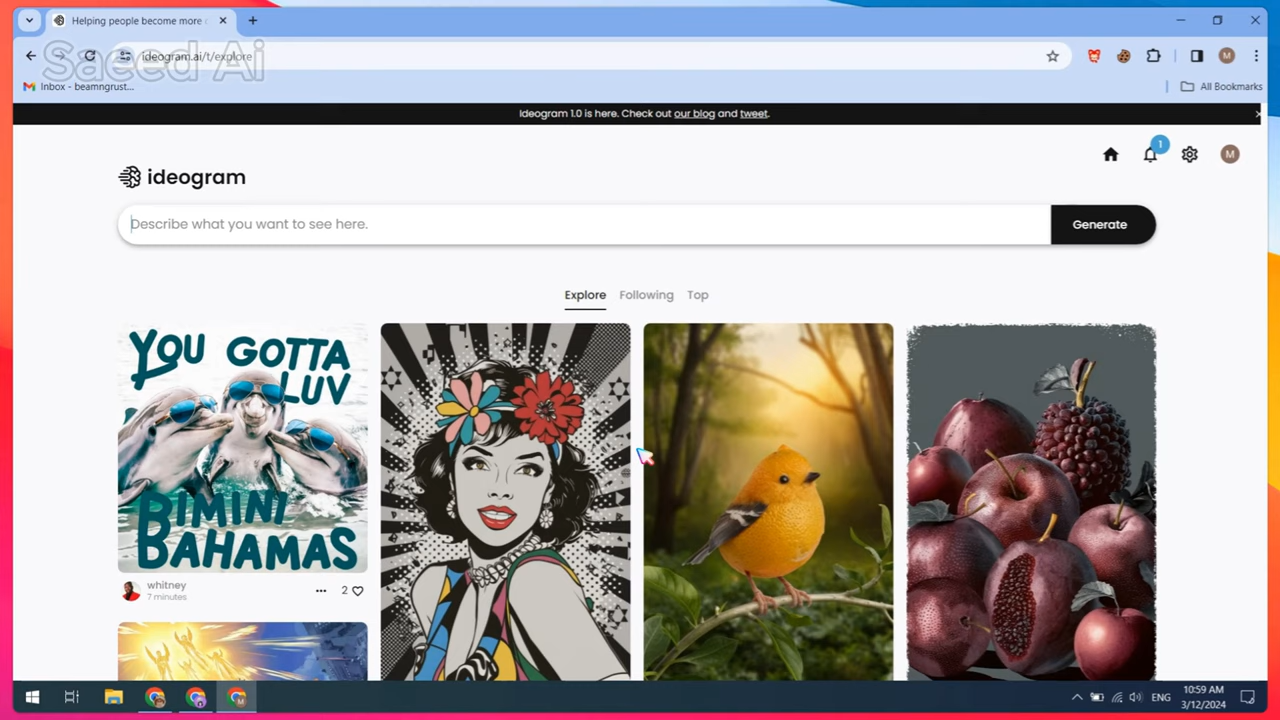 Helping people become more c
Saeed Ai
ideogram.ai/t/explore
M
Inbox - beamngrust...
All Bookmarks
Ideogram 1.0 is here. Check out our blog and tweet.
1
M
ideogram
Describe what you want to see here.
Generate
Explore Following Top
YOU GOTTA
LUV
BIMINI
BAHAMAS
whitney
7 minutes
2
M
ENG
10:59 AM
3/12/2024